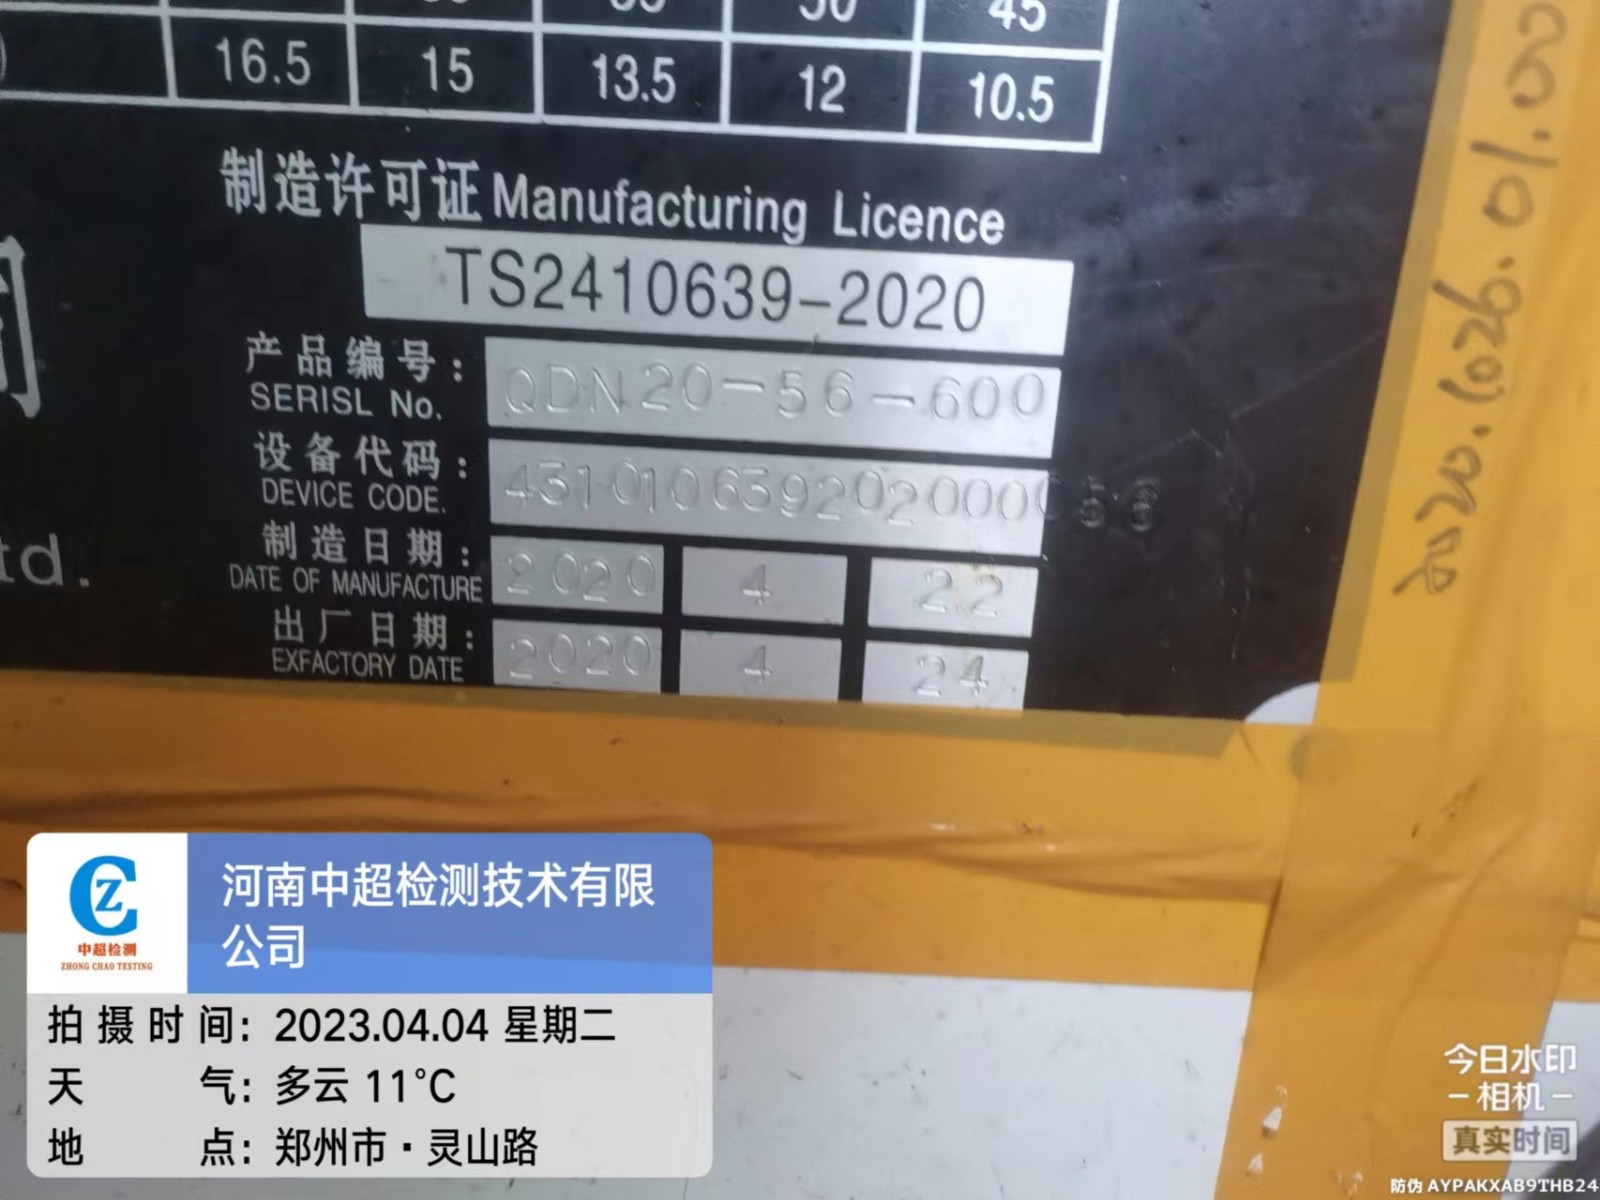 45
16.5 15 13.5 12 10.5
制造许可证 Manufacturing Licence
TS2410639-2020
产品编号: QDN20-56-600
SERISL No.
设备代码: 43101063920200005 6
DEVICE CODE.
制造日期: 2020 4 22
DATE OF MANUFACTURE
出厂日期: 2020 4 24
EXFACTORY DATE
td.
河南中超检测技术有限
公司
中超检测
ZHONG CHAO TESTING
拍摄时间: 2023.04.04 星期二
天气: 多云 11°C
地点: 郑州市·灵山路
今日水印
-相机-
真实时间
防伪 AYPAKXAB9THB24